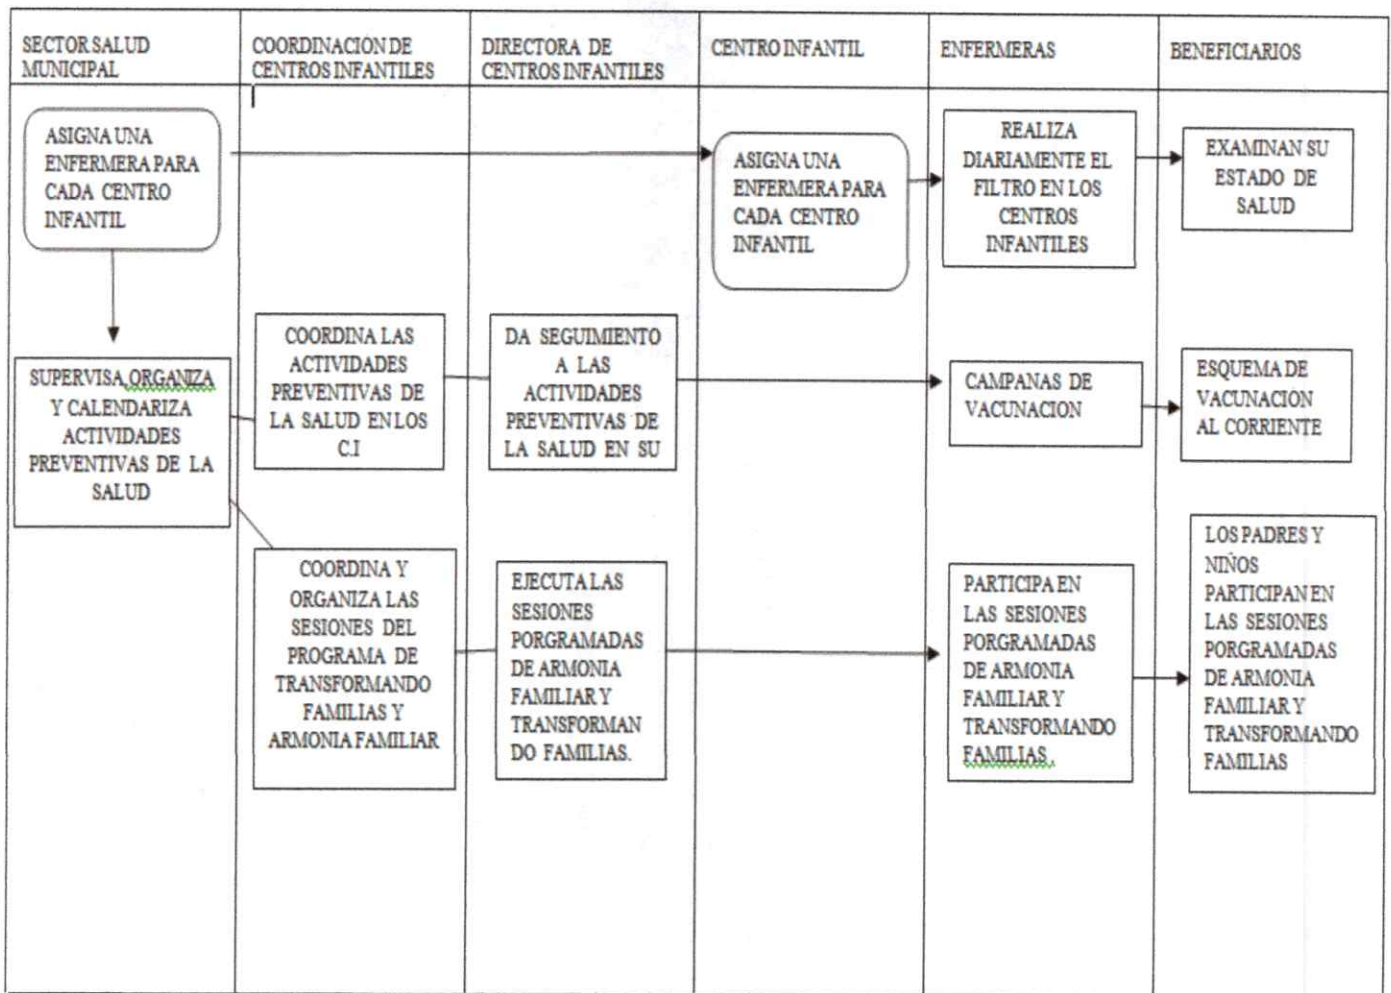 SECTOR SALUD
MUNICIPAL
COORDINACIÓN DE
CENTROS INFANTILES
DIRECTORA DE
CENTROS INFANTILES
CENTRO INFANTIL
ENFERMERAS
BENEFICIARIOS
ASIGNA UNA
ENFERMERA PARA
CADA CENTRO
INFANTIL
ASIGNA UNA
ENFERMERA PARA
CADA CENTRO
INFANTIL
REALIZA
DIARIAMENTE EL
FILTRO EN LOS
CENTROS
INFANTILES
EXAMINAN SU
ESTADO DE
SALUD
SUPERVISA, ORGANIZA
Y CALENDARIZA
ACTIVIDADES
PREVENTIVAS DE LA
SALUD
COORDINA LAS
ACTIVIDADES
PREVENTIVAS DE
LA SALUD EN LOS
C.I
DA SEGUIMIENTO
A LAS
ACTIVIDADES
PREVENTIVAS DE
LA SALUD EN SU
CAMPANAS DE
VACUNACION
ESQUEMA DE
VACUNACION
AL CORRIENTE
COORDINA Y
ORGANIZA LAS
SESIONES DEL
PROGRAMA DE
TRANSFORMANDO
FAMILIAS Y
ARMONIA FAMILIAR
EJECUTA LAS
SESIONES
PORGRAMADAS
DE ARMONIA
FAMILIAR Y
TRANSFORMAN
DO FAMILIAS.
PARTICIPA EN
LAS SESIONES
PORGRAMADAS
DE ARMONIA
FAMILIAR Y
TRANSFORMANDO
FAMILIAS.
LOS PADRES Y
NIÑOS
PARTICIPAN EN
LAS SESIONES
PORGRAMADAS
DE ARMONIA
FAMILIAR Y
TRANSFORMANDO
FAMILIAS